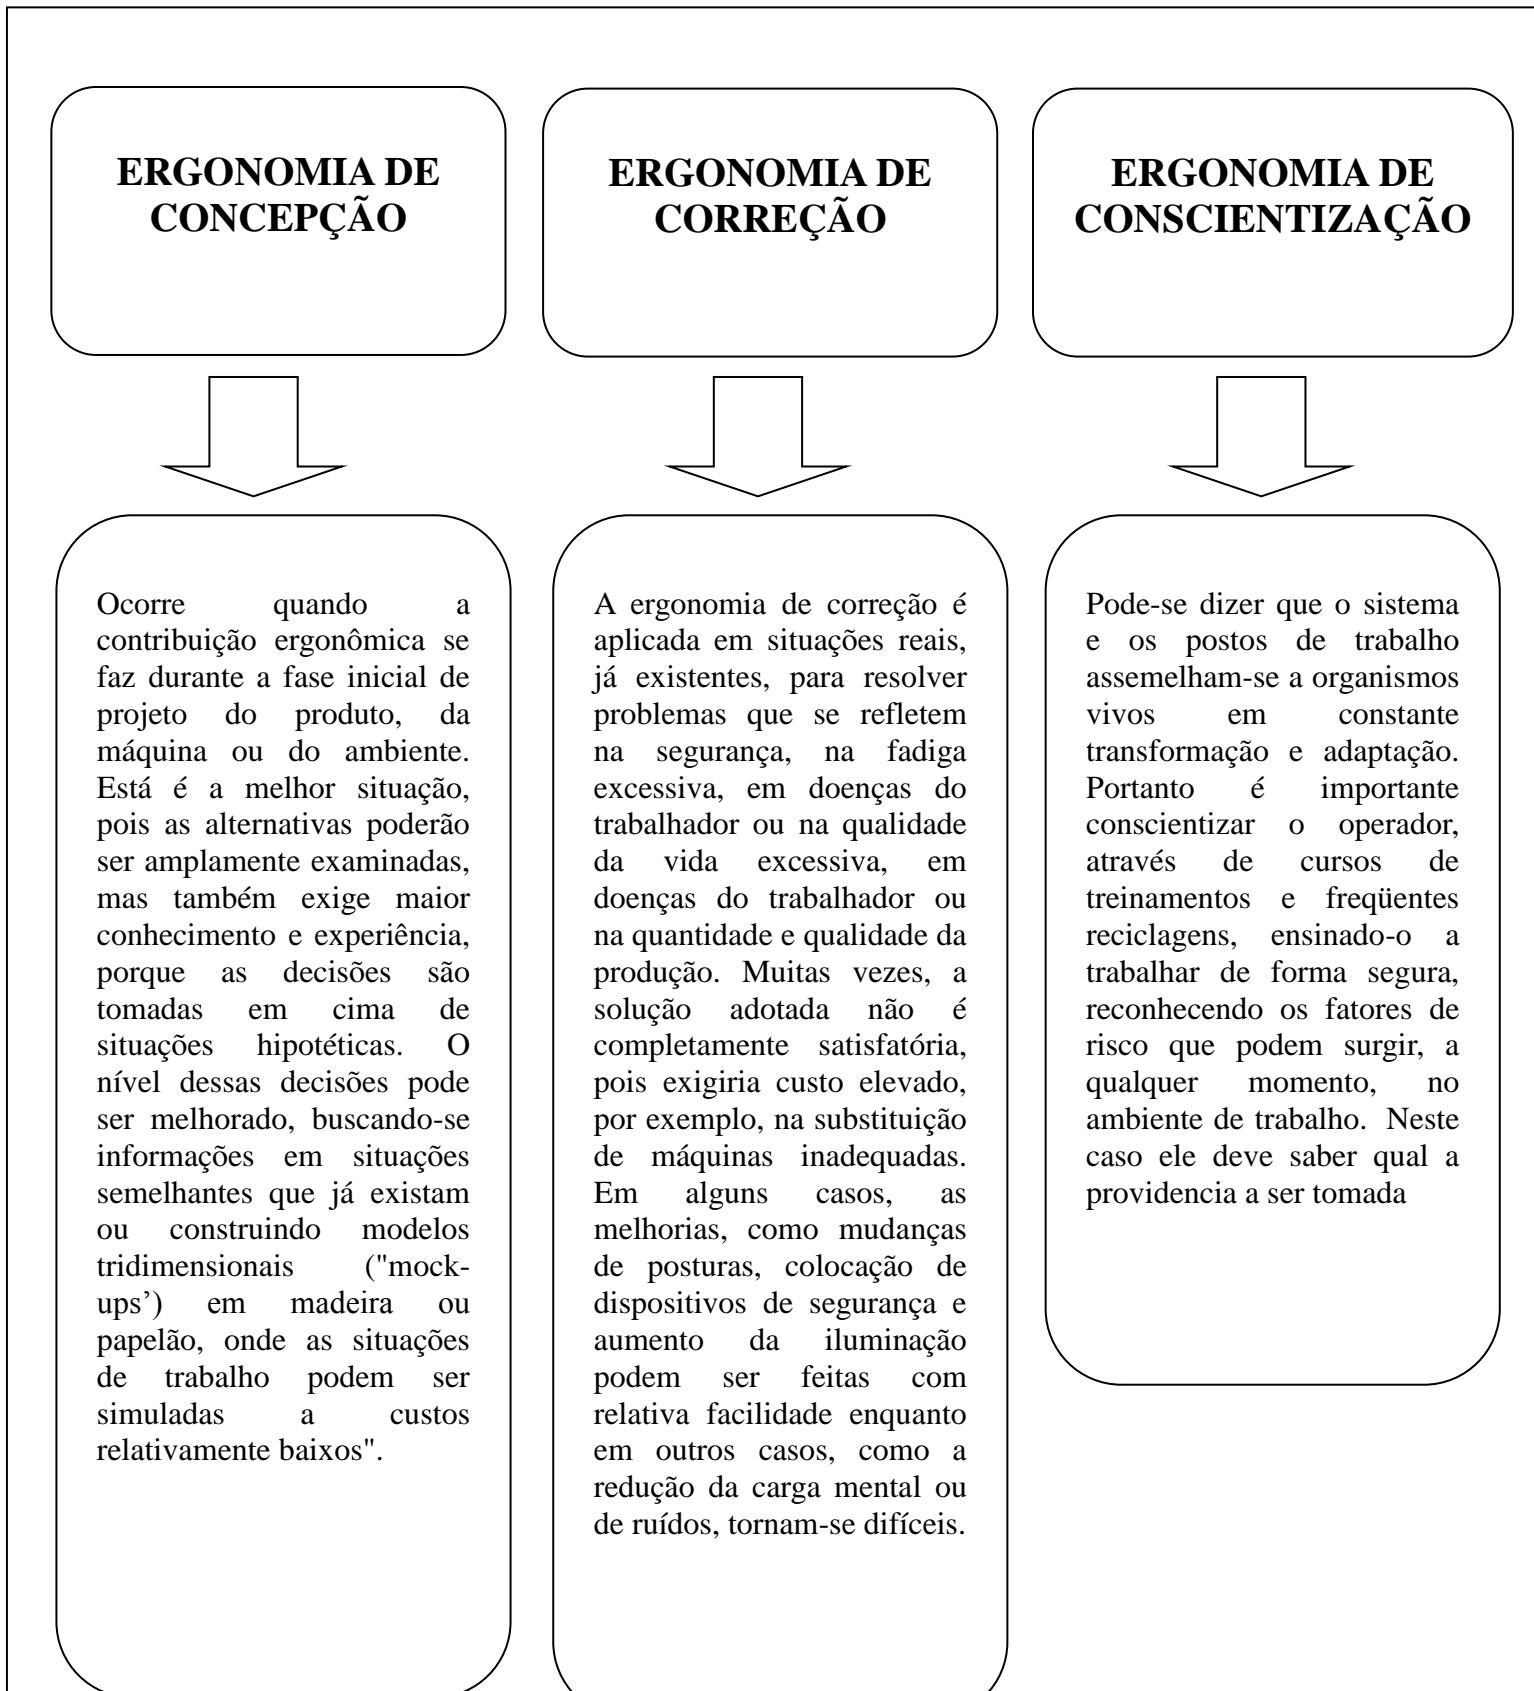 ERGONOMIA DE
CONCEPÇÃO
ERGONOMIA DE
CORREÇÃO
ERGONOMIA DE
CONSCIENTIZAÇÃO
Ocorre quando a
contribuição ergonômica se
faz durante a fase inicial de
projeto do produto, da
máquina ou do ambiente.
Está é a melhor situação,
pois as alternativas poderão
ser amplamente examinadas,
mas também exige maior
conhecimento e experiência,
porque as decisões são
tomadas em cima de
situações hipotéticas. O
nível dessas decisões pode
ser melhorado, buscando-se
informações em situações
semelhantes que já existam
ou construindo modelos
tridimensionais ("mock-
ups’) em madeira ou
papelão, onde as situações
de trabalho podem ser
simuladas a custos
relativamente baixos".
A ergonomia de correção é
aplicada em situações reais,
já existentes, para resolver
problemas que se refletem
na segurança, na fadiga
excessiva, em doenças do
trabalhador ou na qualidade
da vida excessiva, em
doenças do trabalhador ou
na quantidade e qualidade da
produção. Muitas vezes, a
solução adotada não é
completamente satisfatória,
pois exigiria custo elevado,
por exemplo, na substituição
de máquinas inadequadas.
Em alguns casos, as
melhorias, como mudanças
de posturas, colocação de
dispositivos de segurança e
aumento da iluminação
podem ser feitas com
relativa facilidade enquanto
em outros casos, como a
redução da carga mental ou
de ruídos, tornam-se difíceis.
Pode-se dizer que o sistema
e os postos de trabalho
assemelham-se a organismos
vivos em constante
transformação e adaptação.
Portanto é importante
conscientizar o operador,
através de cursos de
treinamentos e freqüentes
reciclagens, ensinado-o a
trabalhar de forma segura,
reconhecendo os fatores de
risco que podem surgir, a
qualquer momento, no
ambiente de trabalho. Neste
caso ele deve saber qual a
providencia a ser tomada